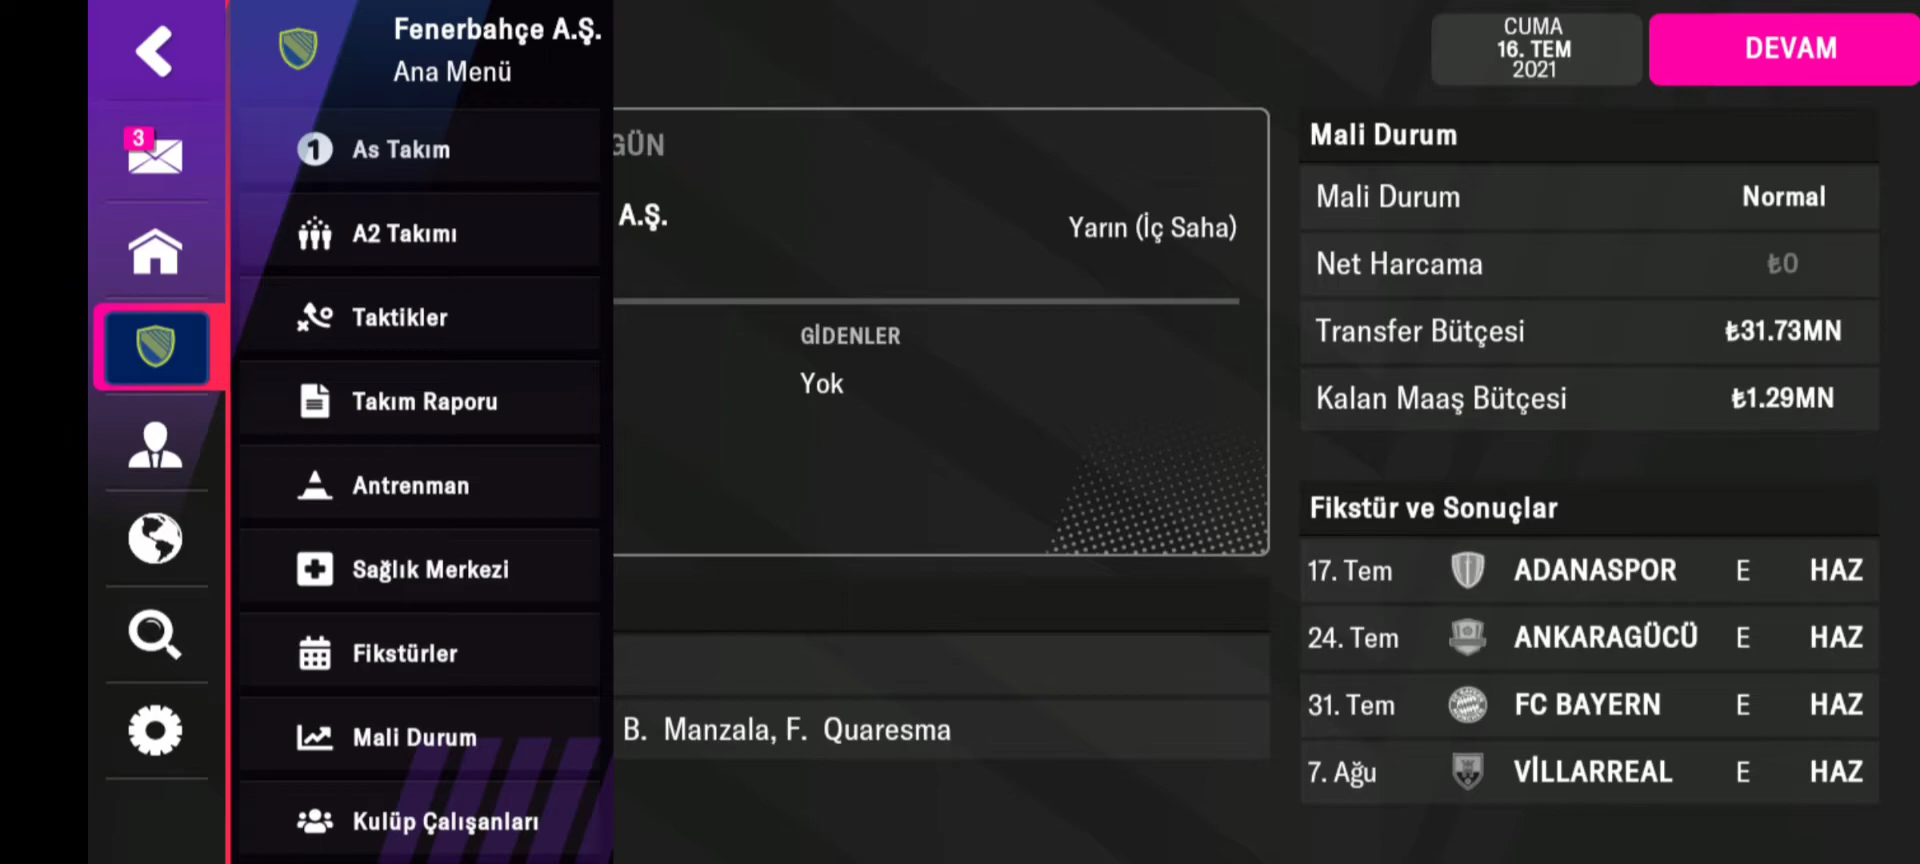 3
Fenerbahçe A.Ş.
Ana Menü
1 As Takım
A2 Takımı
Taktikler
Takım Raporu
Antrenman
Sağlık Merkezi
Fikstürler
Mali Durum
Kulüp Çalışanları
GÜN
A.Ş.
Yarın (İç Saha)
GİDENLER
Yok
B. Manzala, F. Quaresma
CUMA
16. TEM
2021
DEVAM
Mali Durum
Mali Durum Normal
Net Harcama ₺0
Transfer Bütçesi ₺31.73MN
Kalan Maaş Bütçesi ₺1.29MN
Fikstür ve Sonuçlar
17. Tem ADANASPOR E HAZ
24. Tem ANKARAGÜCÜ E HAZ
31. Tem FC BAYERN E HAZ
7. Ağu VİLLARREAL E HAZ